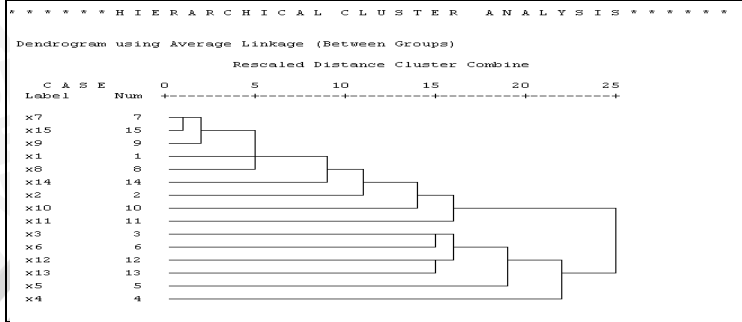 * * * * * * H I E R A R C H I C A L   C L U S T E R   A N A L Y S I S * * * * * *
Dendrogram using Average Linkage (Between Groups)
Rescaled Distance Cluster Combine
C A S E 0 5 10 15 20 25
Label Num +---------+---------+---------+---------+---------+
x7 7
x15 15
x9 9
x1 1
x8 8
x14 14
x2 2
x10 10
x11 11
x3 3
x6 6
x12 12
x13 13
x5 5
x4 4